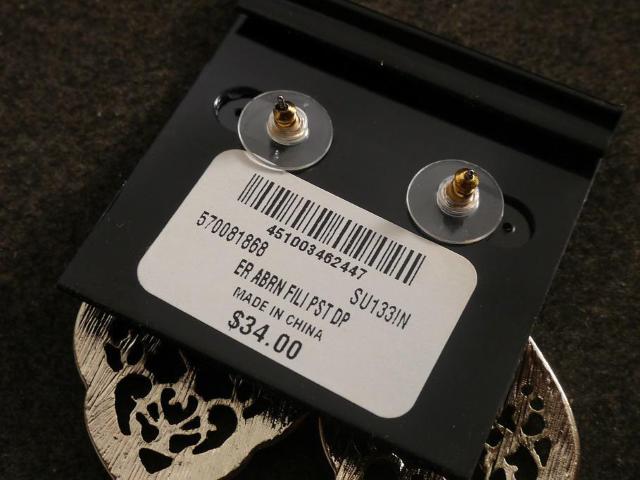 451003462447
570081868 SU133IN
ER ABRN FILI PST DP
MADE IN CHINA
$34.00